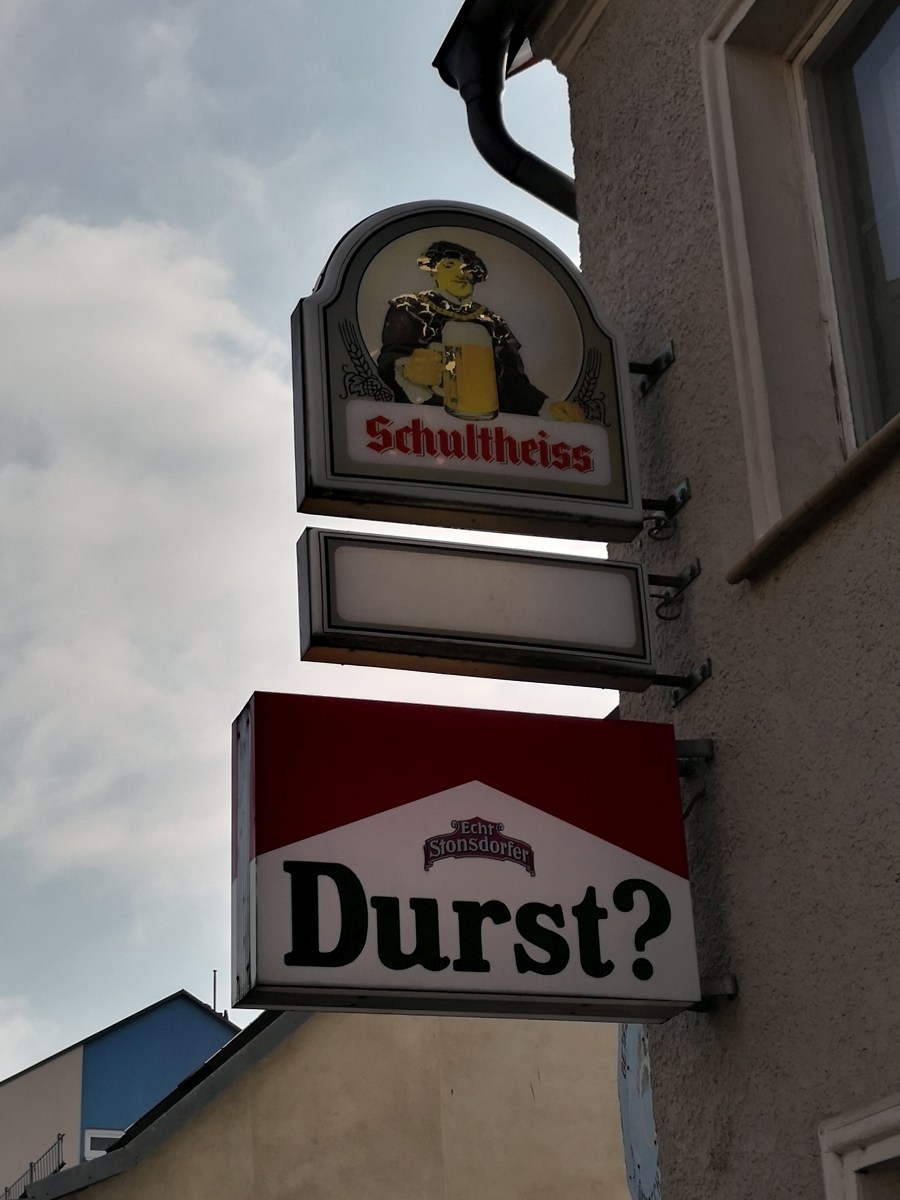 Schultheiss
Echt
Stonsdorfer
Durst?